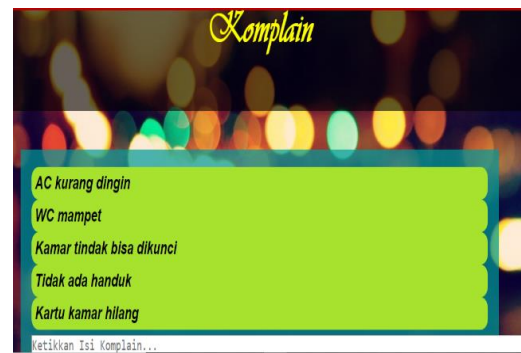 Komplain
AC kurang dingin
WC mampet
Kamar tindak bisa dikunci
Tidak ada handuk
Kartu kamar hilang
Ketikkan Isi Komplain...